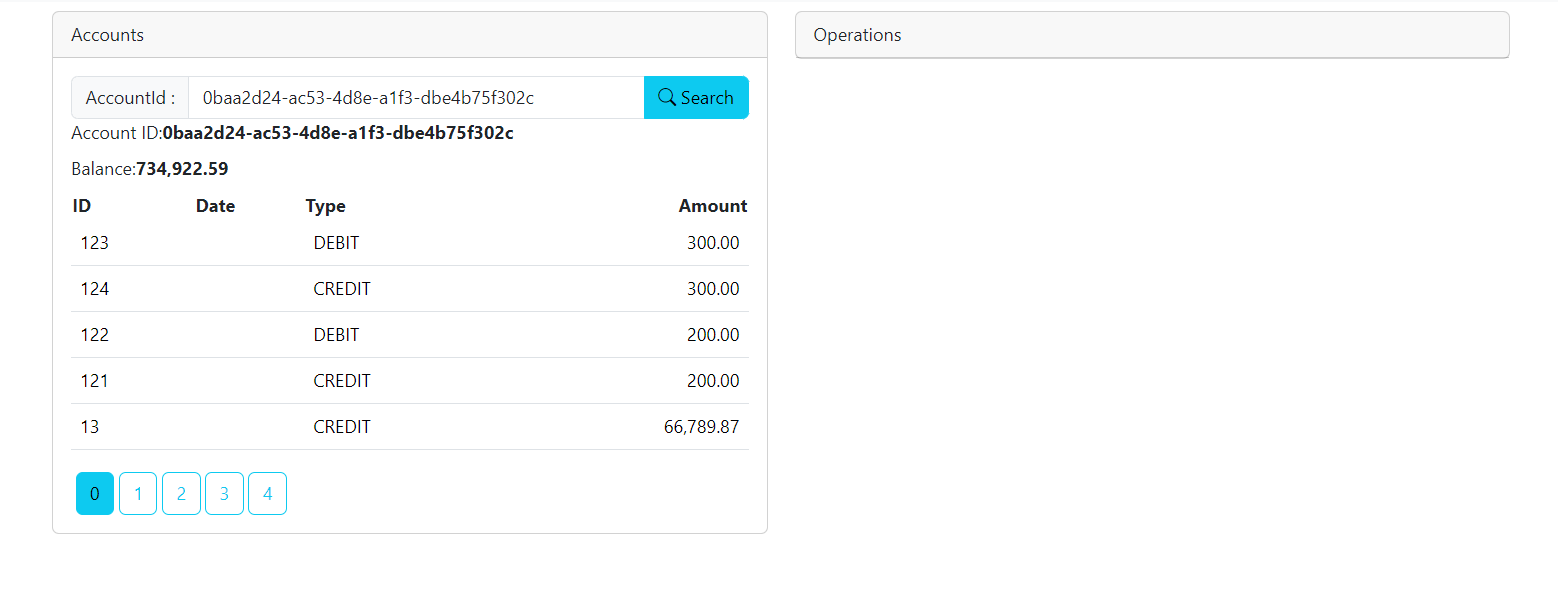 Accounts
AccountId : 0baa2d24-ac53-4d8e-a1f3-dbe4b75f302c Search
Account ID:0baa2d24-ac53-4d8e-a1f3-dbe4b75f302c
Balance:734,922.59
ID Date Type Amount
123 DEBIT 300.00
124 CREDIT 300.00
122 DEBIT 200.00
121 CREDIT 200.00
13 CREDIT 66,789.87
0 1 2 3 4
Operations